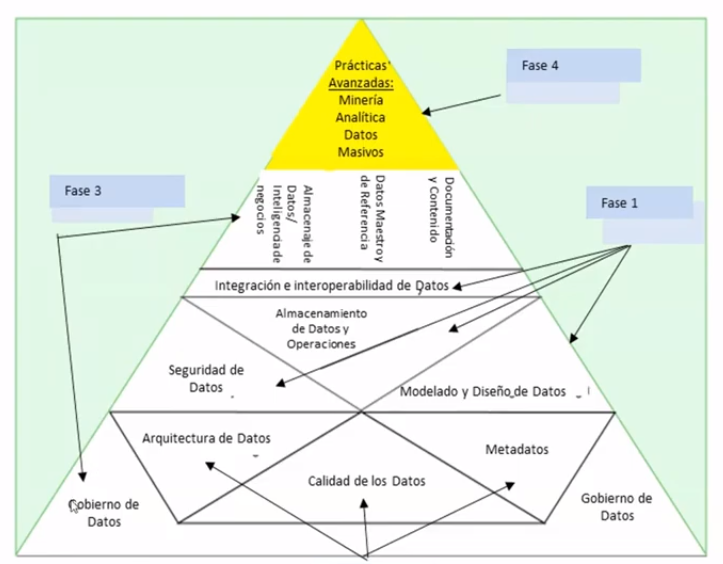 Prácticas
Avanzadas:
Minería
Analítica
Datos
Masivos
Fase 4
Fase 3
Almacenaje de
Datos/
Inteligencia de
negocios
Datos Maestro y
de Referencia
Documentación
y Contenido
Fase 1
Integración e interoperabilidad de Datos
Almacenamiento
de Datos y
Operaciones
Seguridad de
Datos
Modelado y Diseño de Datos
Arquitectura de Datos
Metadatos
Calidad de los Datos
Gobierno de
Datos
Gobierno de
Datos